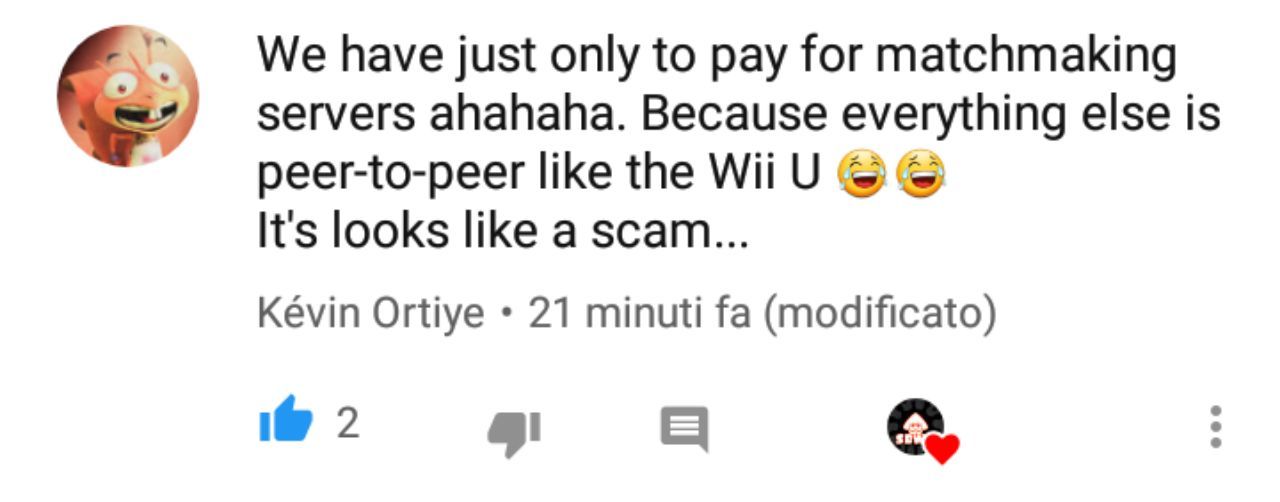 We have just only to pay for matchmaking
servers ahahaha. Because everything else is
peer-to-peer like the Wii U 😂😂
It's looks like a scam...
Kévin Ortiye • 21 minuti fa (modificato)
2